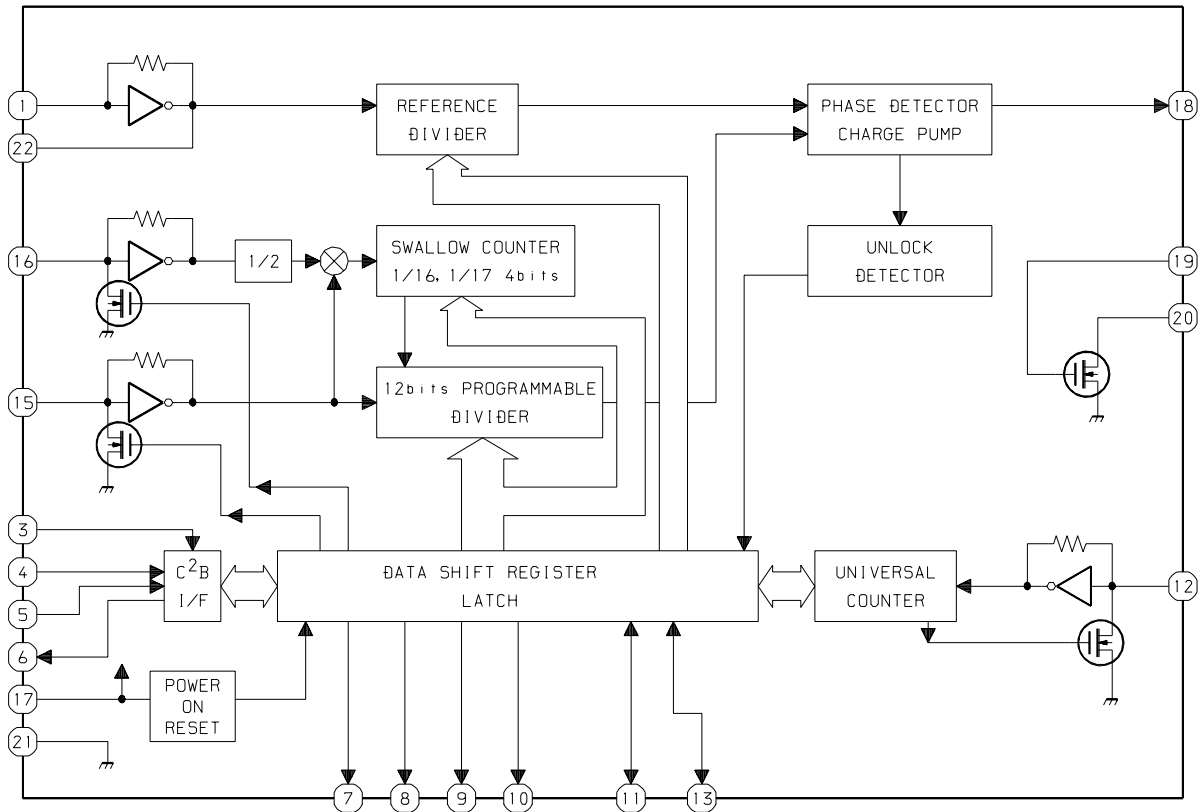 1
REFERENCE
DIVIDER
PHASE DETECTOR
CHARGE PUMP
18
22
16
1/2
SWALLOW COUNTER
1/16, 1/17 4bits
UNLOCK
DETECTOR
19
20
15
12bits PROGRAMMABLE
DIVIDER
3
4
5
6
C²B
I/F
DATA SHIFT REGISTER
LATCH
UNIVERSAL
COUNTER
12
17
POWER
ON
RESET
21
7
8
9
10
11
13